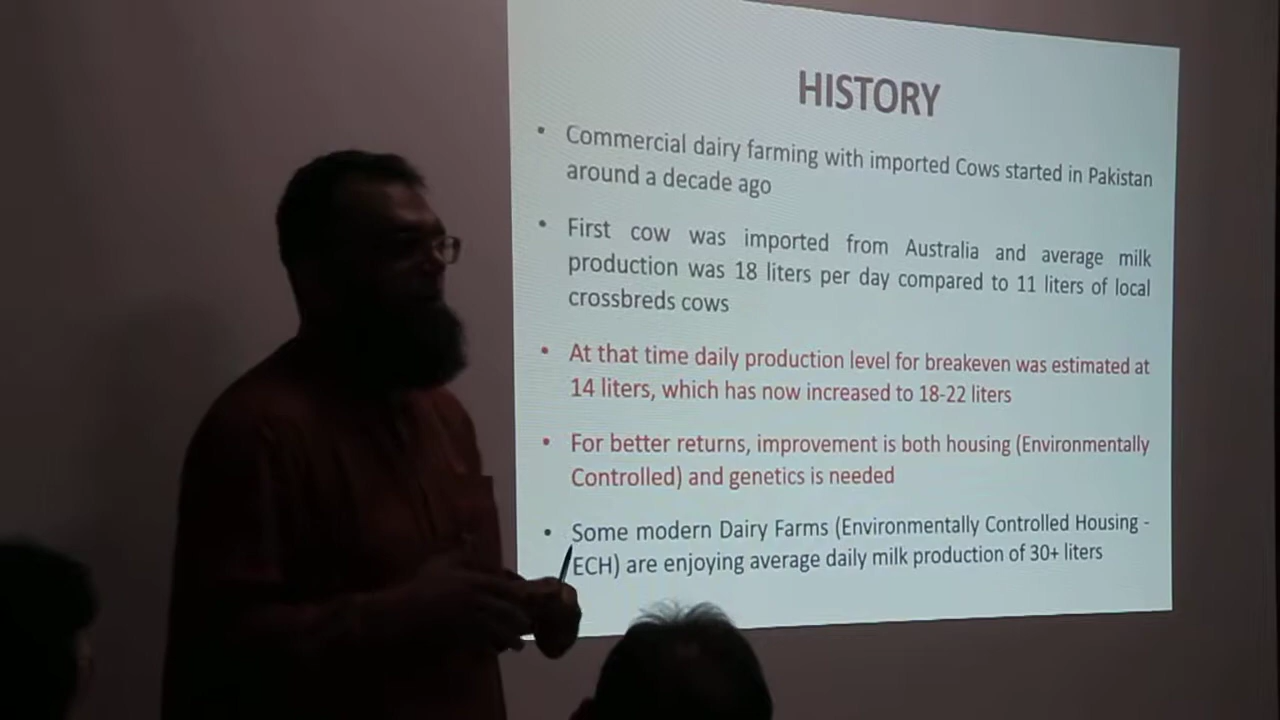 HISTORY
• Commercial dairy farming with imported Cows started in Pakistan
around a decade ago
• First cow was imported from Australia and average milk
production was 18 liters per day compared to 11 liters of local
crossbreds cows
• At that time daily production level for breakeven was estimated at
14 liters, which has now increased to 18-22 liters
• For better returns, improvement is both housing (Environmentally
Controlled) and genetics is needed
• Some modern Dairy Farms (Environmentally Controlled Housing -
ECH) are enjoying average daily milk production of 30+ liters